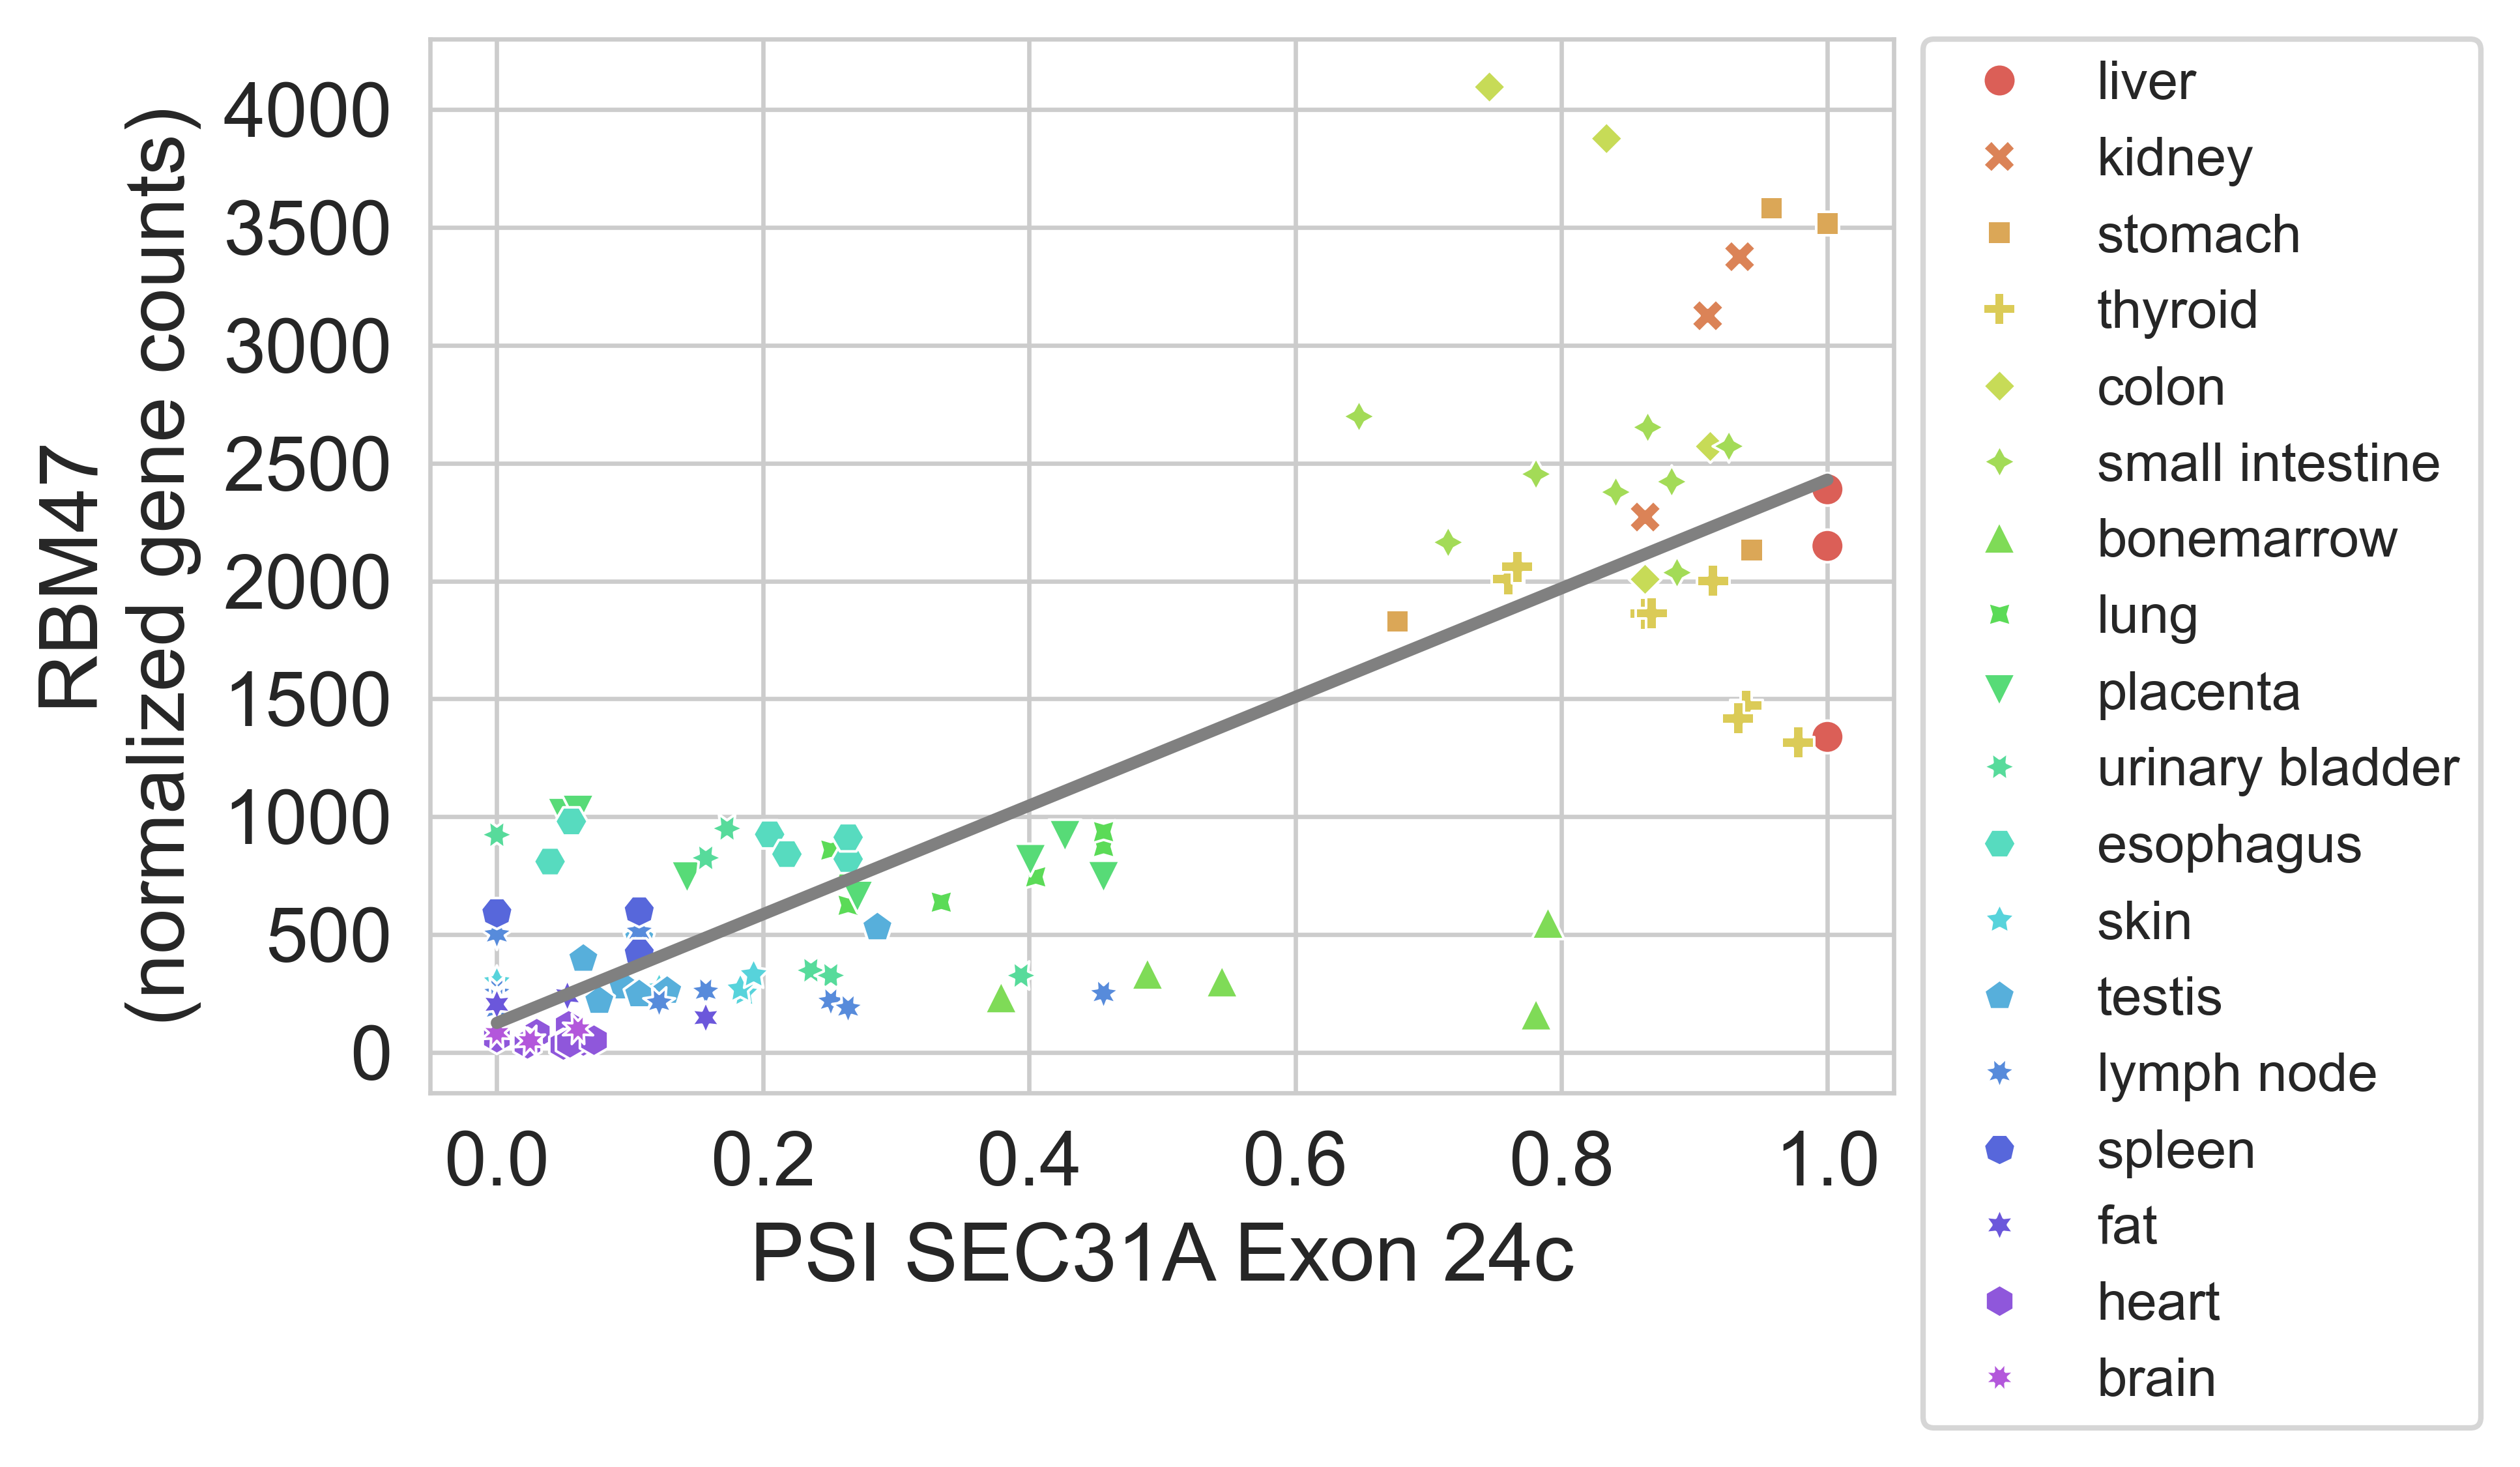 RBM47
(normalized gene counts)
4000
3500
3000
2500
2000
1500
1000
500
0
0.0 0.2 0.4 0.6 0.8 1.0
PSI SEC31A Exon 24c
liver
kidney
stomach
thyroid
colon
small intestine
bonemarrow
lung
placenta
urinary bladder
esophagus
skin
testis
lymph node
spleen
fat
heart
brain